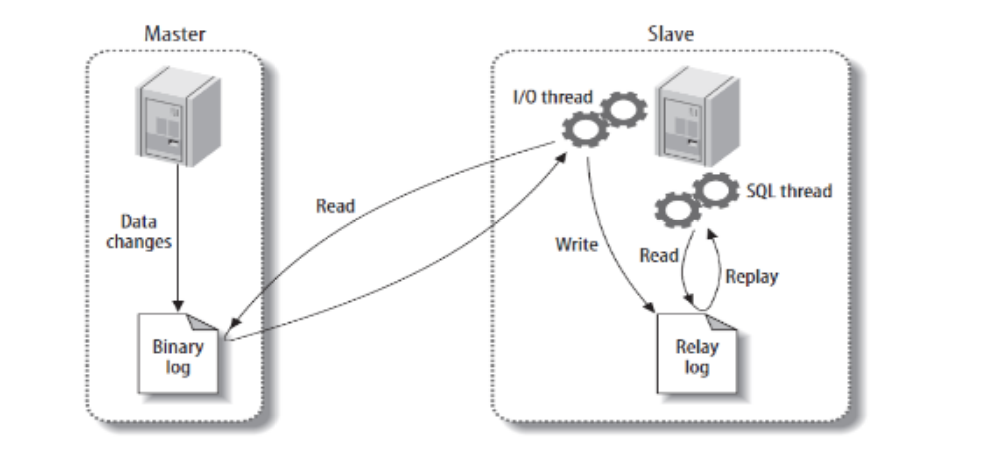 Master
Slave
I/O thread
SQL thread
Read
Data
changes
Write
Read
Replay
Binary
log
Relay
log